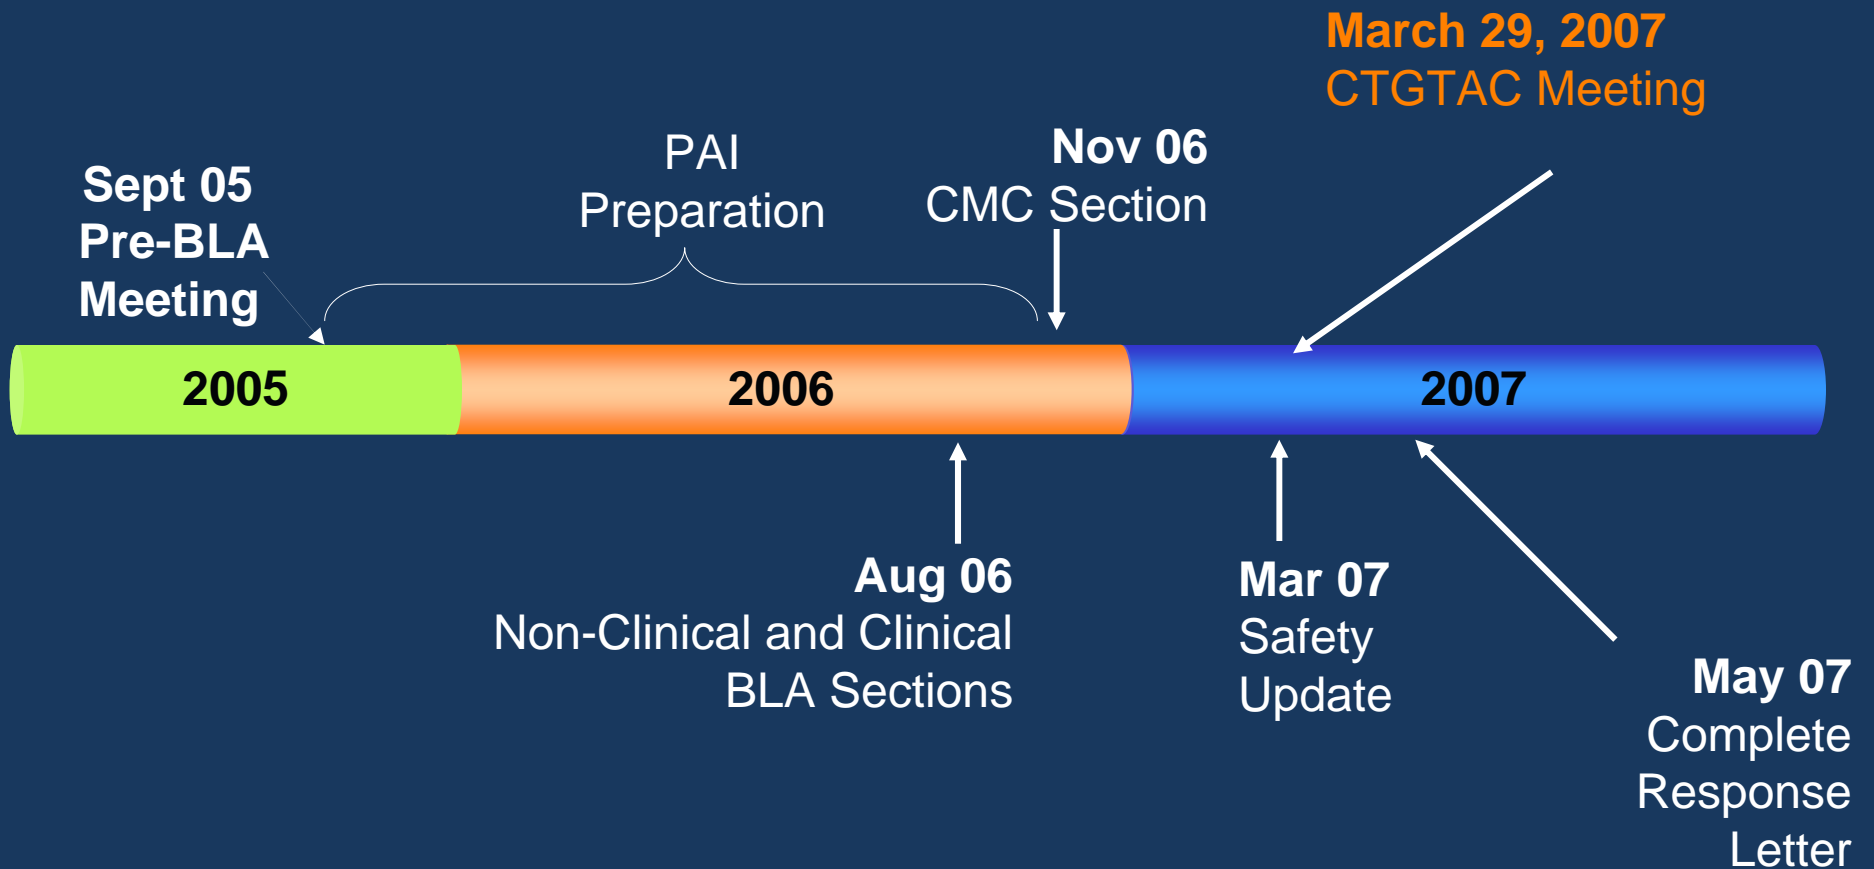 March 29, 2007
CTGTAC Meeting
Sept 05
Pre-BLA
Meeting
PAI
Preparation
Nov 06
CMC Section
2005
2006
2007
Aug 06
Non-Clinical and Clinical
BLA Sections
Mar 07
Safety
Update
May 07
Complete
Response
Letter